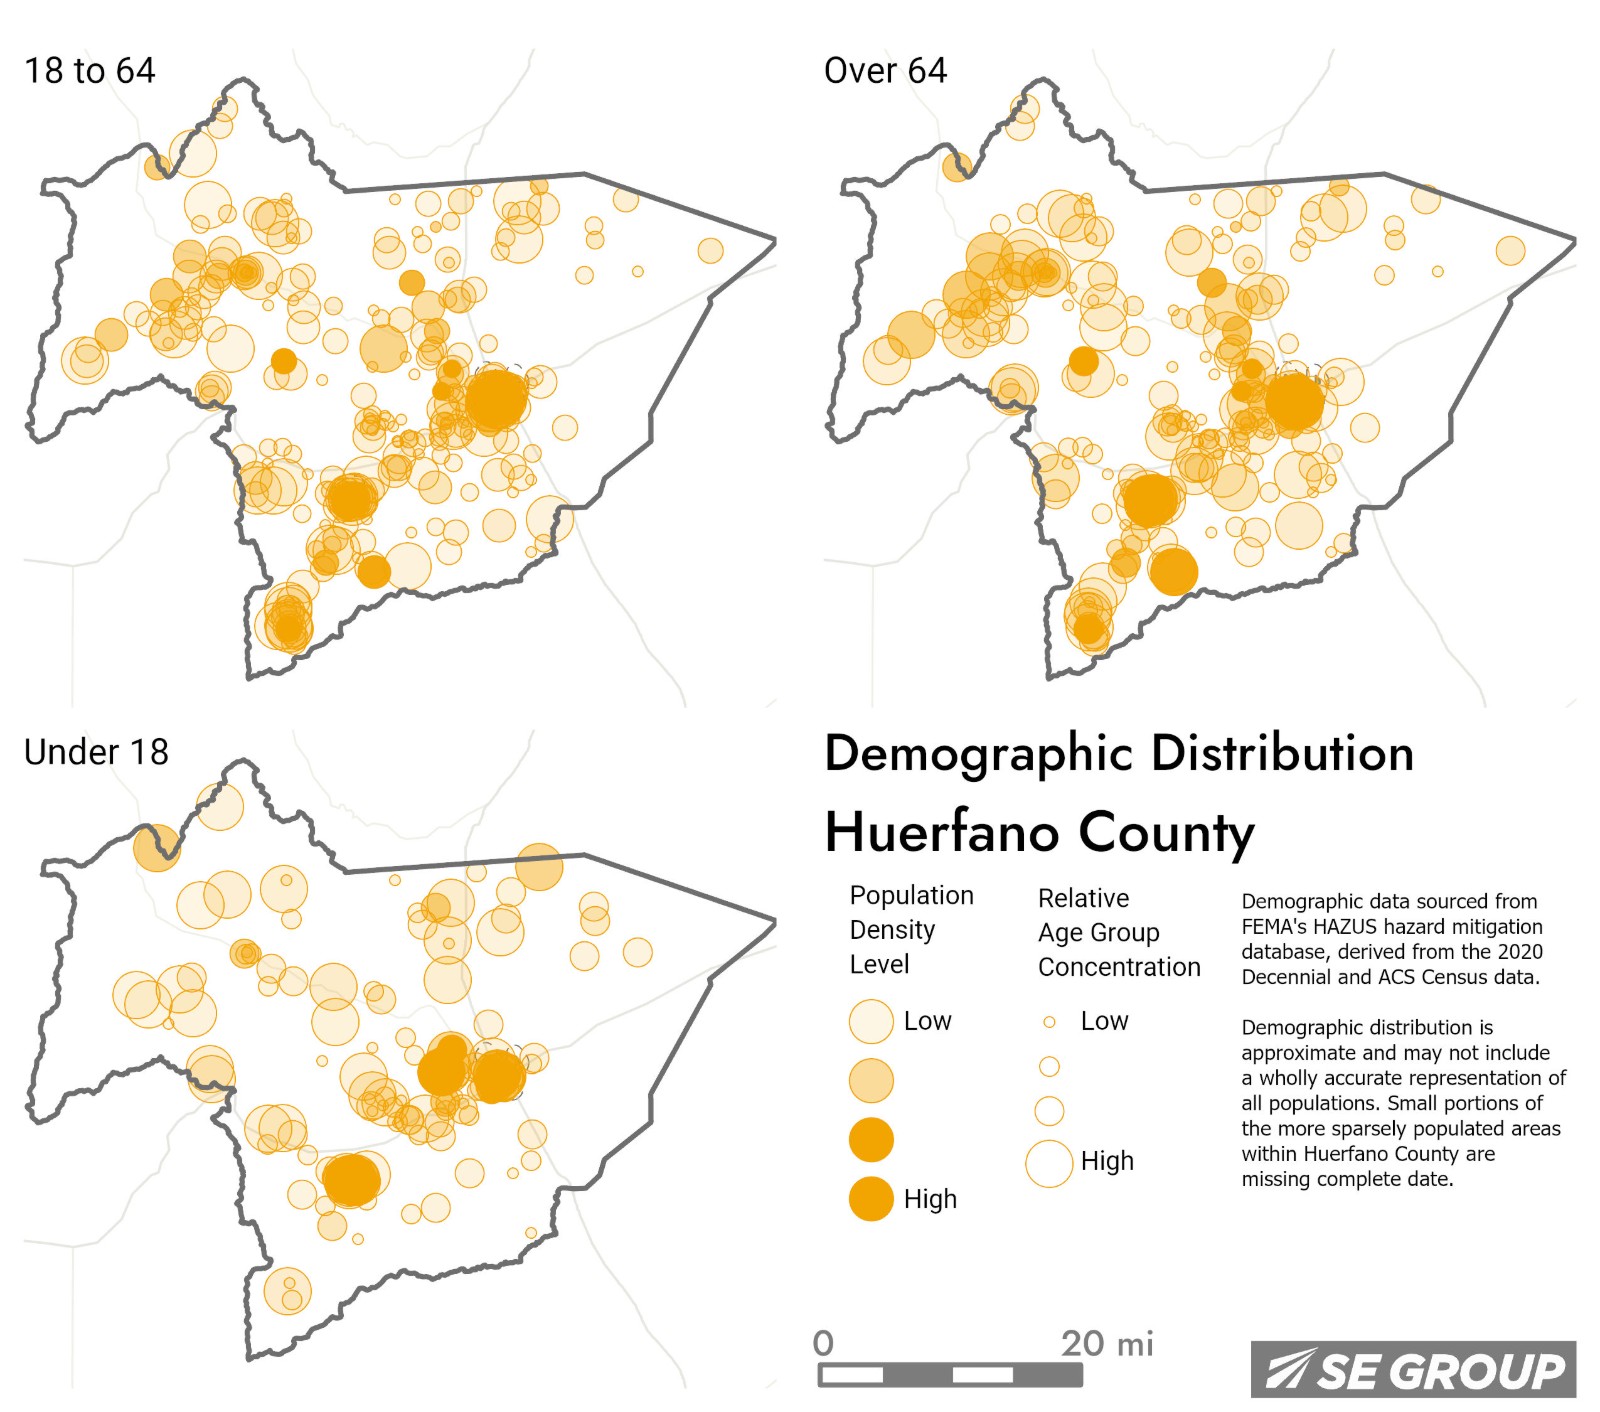 18 to 64
Over 64
Under 18
Demographic Distribution
Huerfano County
Population
Density
Level
Low
High
Relative
Age Group
Concentration
Low
High
Demographic data sourced from
FEMA's HAZUS hazard mitigation
database, derived from the 2020
Decennial and ACS Census data.
Demographic distribution is
approximate and may not include
a wholly accurate representation of
all populations. Small portions of
the more sparsely populated areas
within Huerfano County are
missing complete date.
0 20 mi
SE GROUP